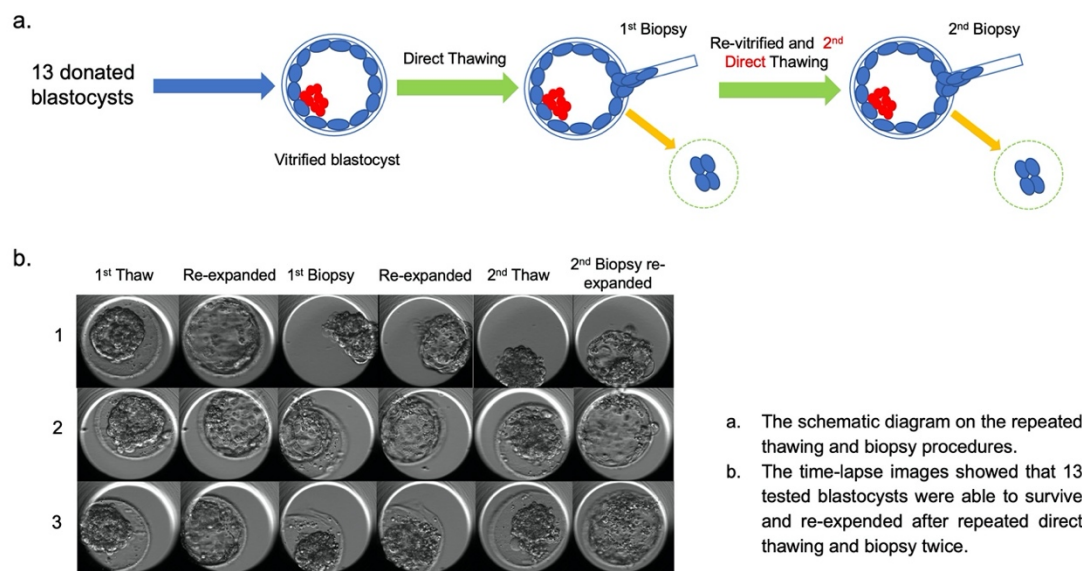 a.
13 donated
blastocysts
Vitrified blastocyst
Direct Thawing
1st Biopsy
Re-vitrified and 2nd
Direct Thawing
2nd Biopsy
b.
1st Thaw
Re-expanded
1st Biopsy
Re-expanded
2nd Thaw
2nd Biopsy re-
expanded
1
2
3
a. The schematic diagram on the repeated
thawing and biopsy procedures.
b. The time-lapse images showed that 13
tested blastocysts were able to survive
and re-expended after repeated direct
thawing and biopsy twice.